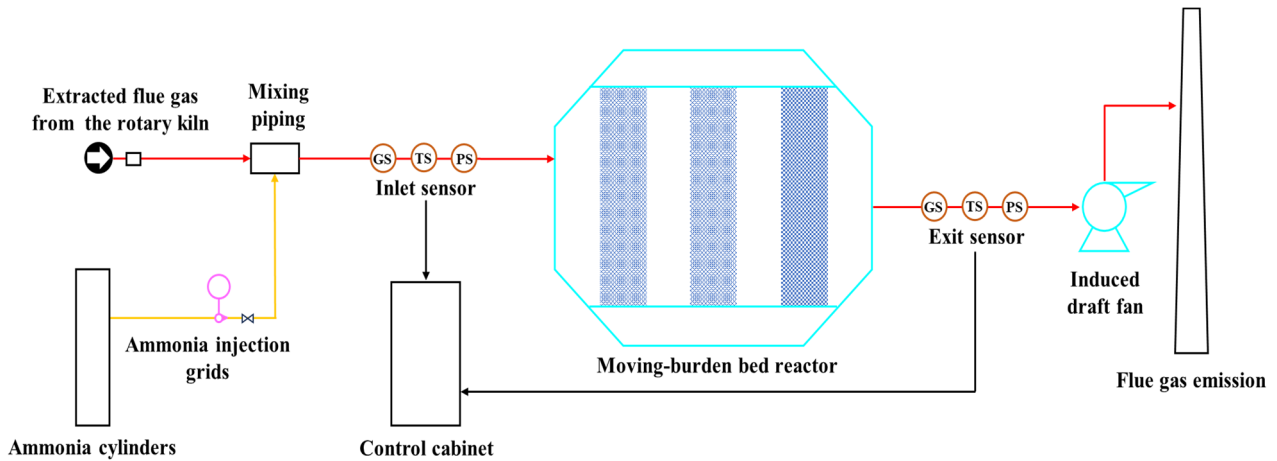 Extracted flue gas
from the rotary kiln
Mixing
piping
GS TS PS
Inlet sensor
Ammonia injection
grids
Ammonia cylinders
Control cabinet
Moving-burden bed reactor
GS TS PS
Exit sensor
Induced
draft fan
Flue gas emission